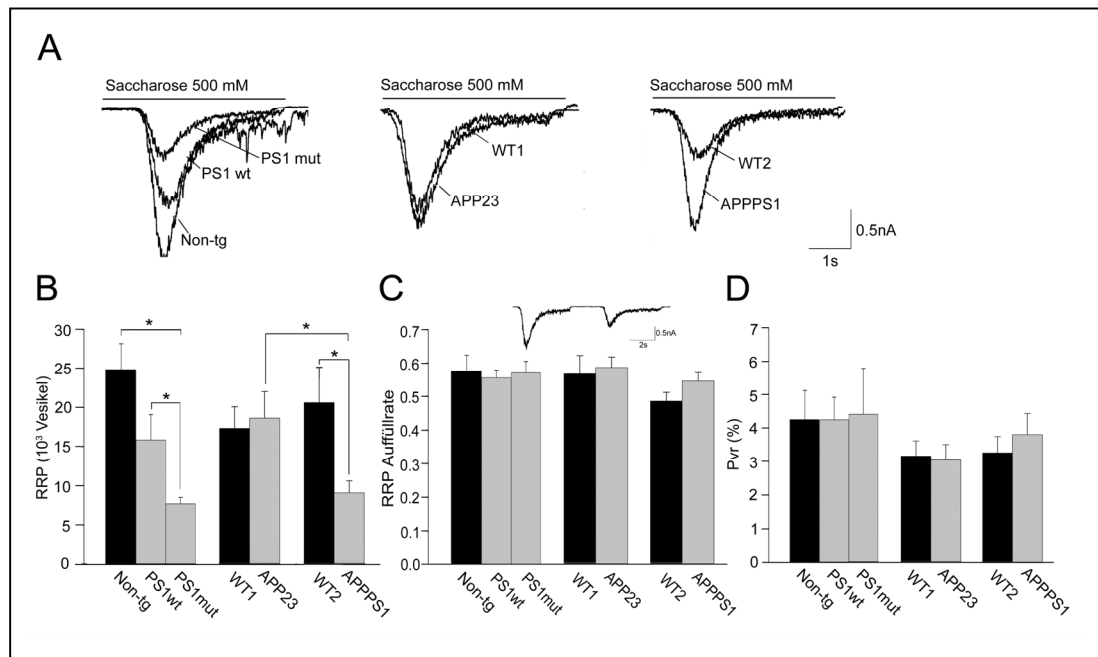 A
Saccharose 500 mM
PS1 mut
PS1 wt
Non-tg
Saccharose 500 mM
WT1
APP23
Saccharose 500 mM
WT2
APPPS1
0.5nA
1s
B
RRP (10³ Vesikel)
30
25
20
15
10
5
0
*
*
*
*
Non-tg
PS1wt
PS1mut
WT1
APP23
WT2
APPPS1
C
0.5nA
2s
RRP Auffüllrate
0.7
0.6
0.5
0.4
0.3
0.2
0.1
0.0
Non-tg
PS1wt
PS1mut
WT1
APP23
WT2
APPPS1
D
Pvr (%)
7
6
5
4
3
2
1
0
Non-tg
PS1wt
PS1mut
WT1
APP23
WT2
APPPS1